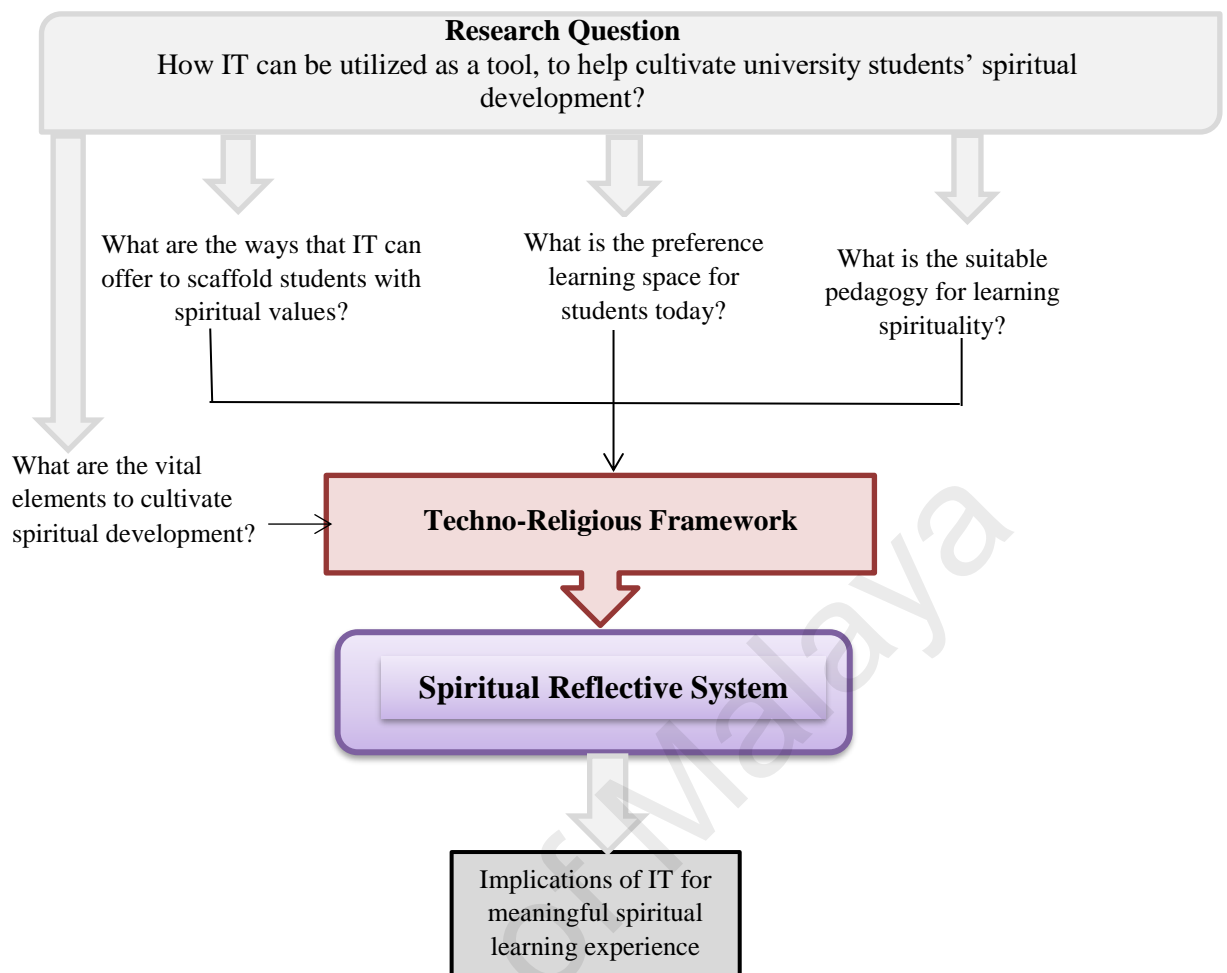 Research Question
How IT can be utilized as a tool, to help cultivate university students’ spiritual
development?
What are the ways that IT can
offer to scaffold students with
spiritual values?
What is the preference
learning space for
students today?
What is the suitable
pedagogy for learning
spirituality?
What are the vital
elements to cultivate
spiritual development?
Techno-Religious Framework
Spiritual Reflective System
Implications of IT for
meaningful spiritual
learning experience
of Malaya